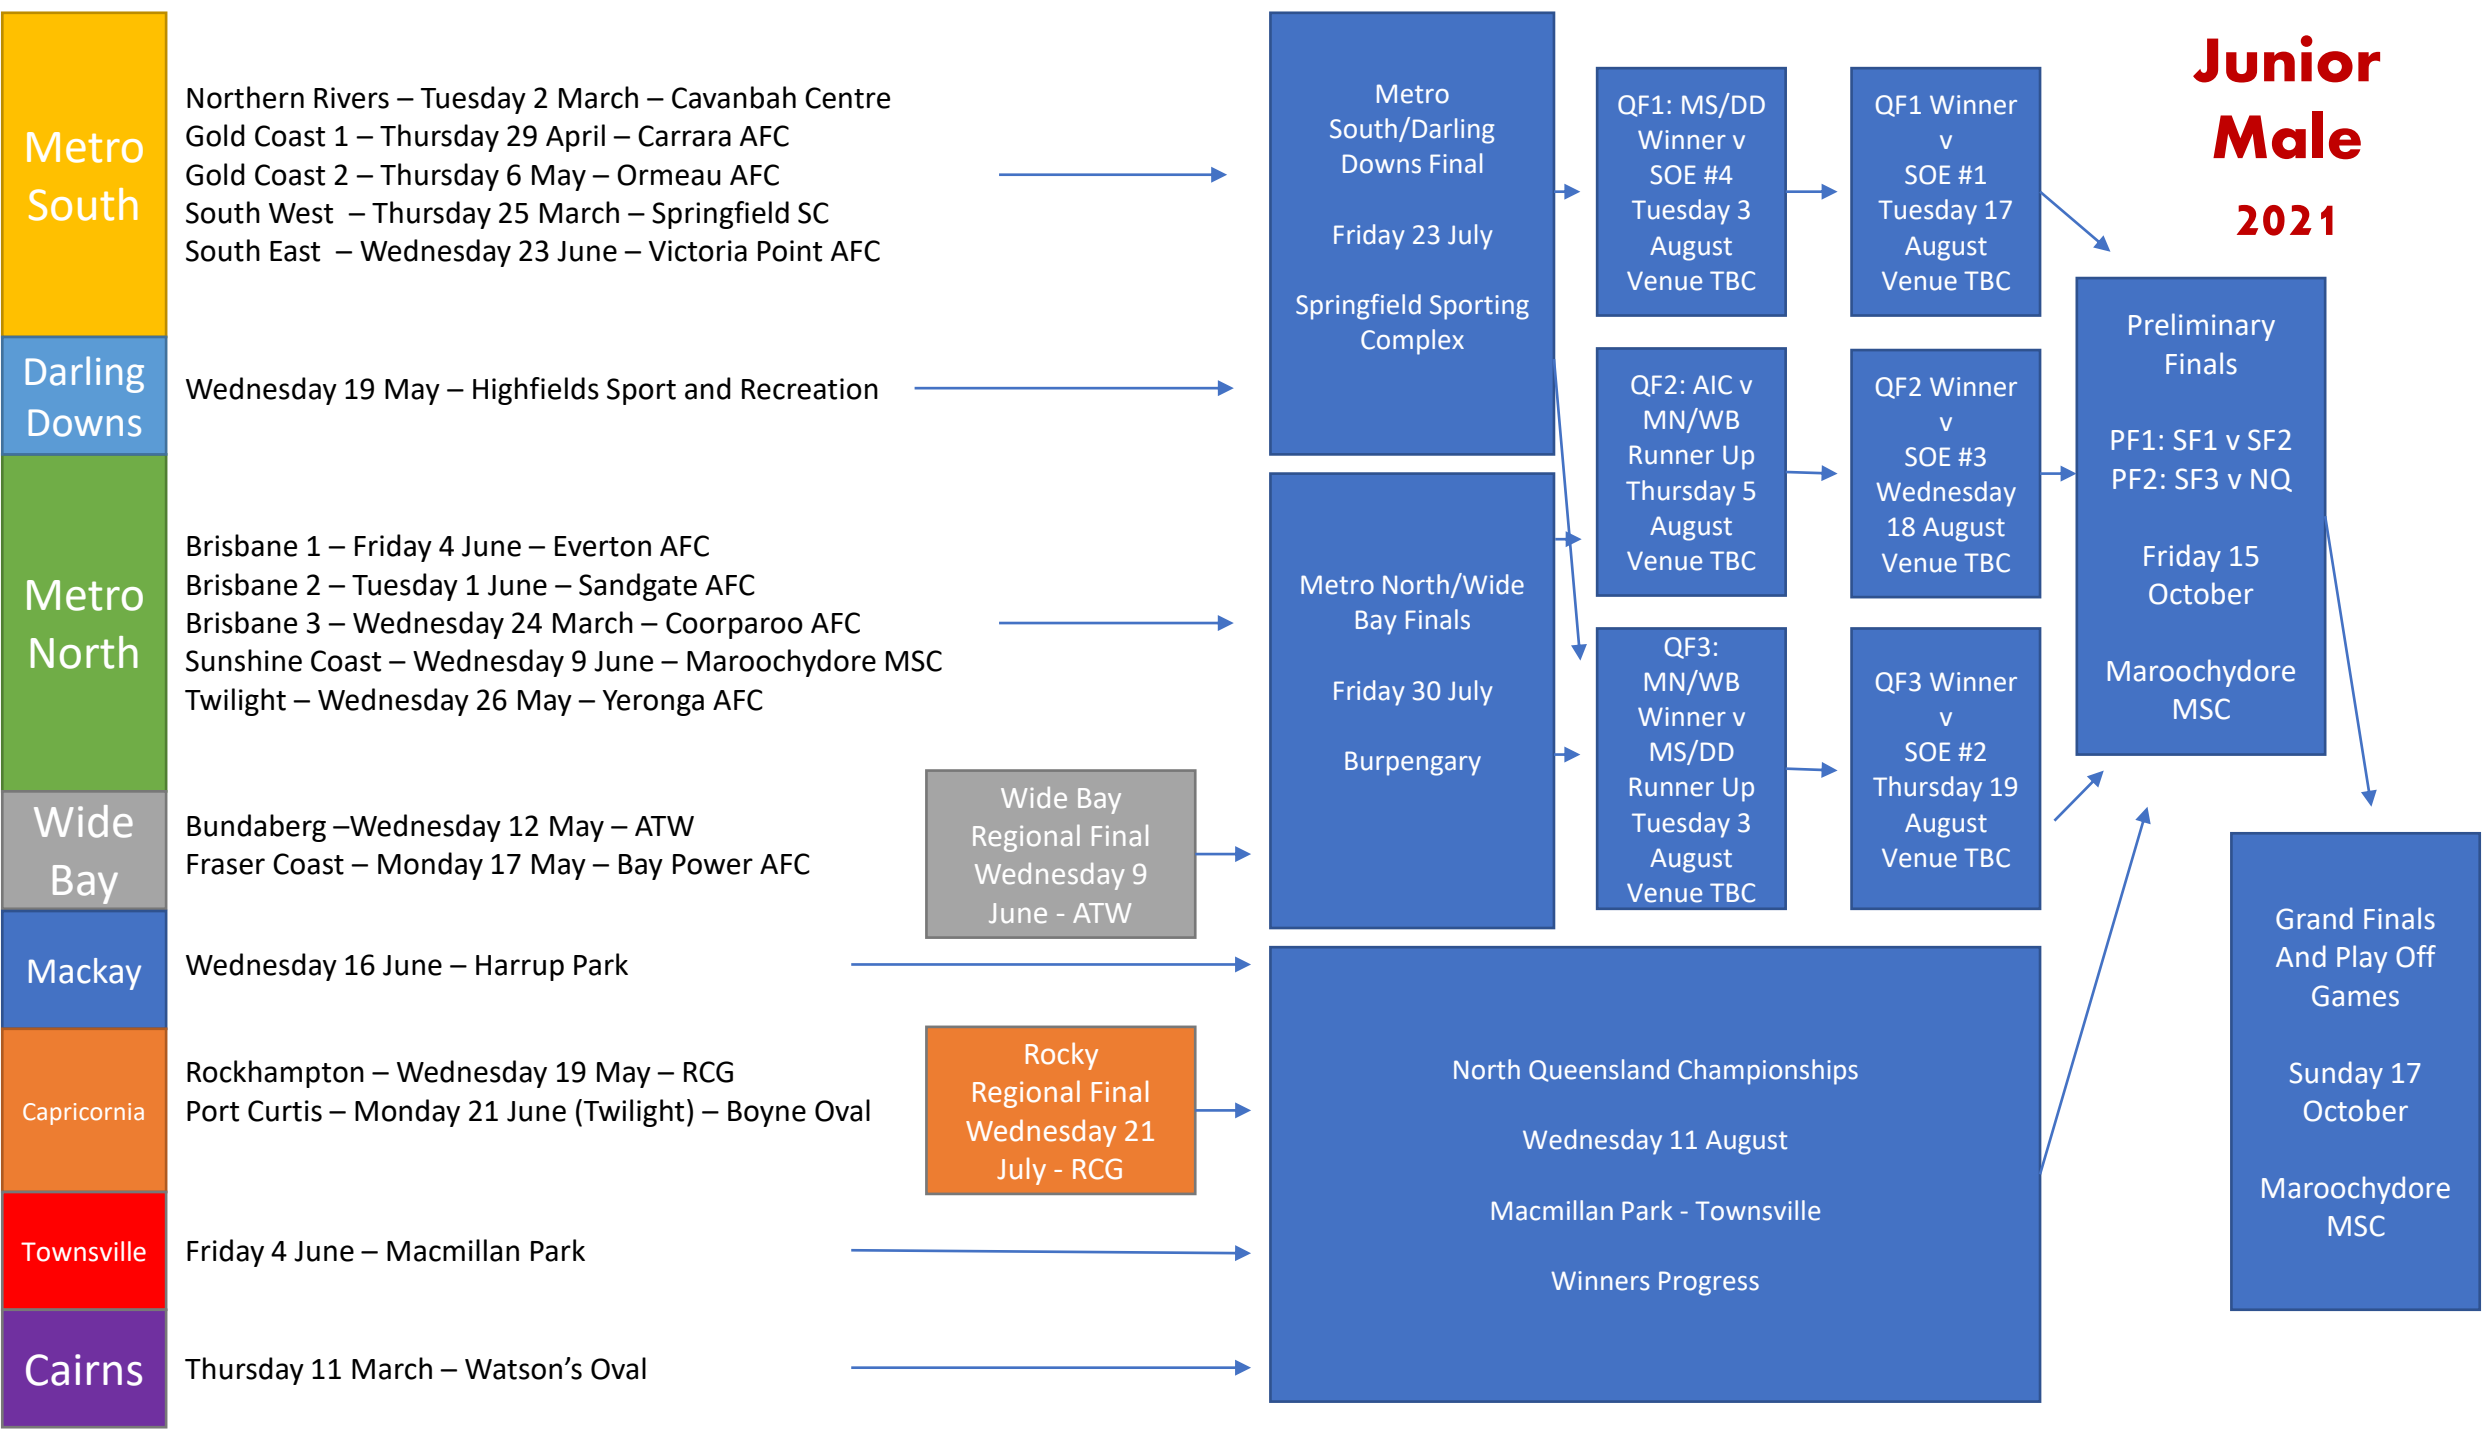 Junior
Male
2021
Metro
South
Northern Rivers – Tuesday 2 March – Cavanbah Centre
Gold Coast 1 – Thursday 29 April – Carrara AFC
Gold Coast 2 – Thursday 6 May – Ormeau AFC
South West  – Thursday 25 March – Springfield SC
South East  – Wednesday 23 June – Victoria Point AFC
Darling
Downs
Wednesday 19 May – Highfields Sport and Recreation
Metro
North
Brisbane 1 – Friday 4 June – Everton AFC
Brisbane 2 – Tuesday 1 June – Sandgate AFC
Brisbane 3 – Wednesday 24 March – Coorparoo AFC
Sunshine Coast – Wednesday 9 June – Maroochydore MSC
Twilight – Wednesday 26 May – Yeronga AFC
Wide
Bay
Bundaberg –Wednesday 12 May – ATW
Fraser Coast – Monday 17 May – Bay Power AFC
Wide Bay
Regional Final
Wednesday 9
June - ATW
Mackay
Wednesday 16 June – Harrup Park
Capricornia
Rockhampton – Wednesday 19 May – RCG
Port Curtis – Monday 21 June (Twilight) – Boyne Oval
Rocky
Regional Final
Wednesday 21
July - RCG
Townsville
Friday 4 June – Macmillan Park
Cairns
Thursday 11 March – Watson's Oval
Metro
South/Darling
Downs Final
Friday 23 July
Springfield Sporting
Complex
Metro North/Wide
Bay Finals
Friday 30 July
Burpengary
North Queensland Championships
Wednesday 11 August
Macmillan Park - Townsville
Winners Progress
QF1: MS/DD
Winner v
SOE #4
Tuesday 3
August
Venue TBC
QF2: AIC v
MN/WB
Runner Up
Thursday 5
August
Venue TBC
QF3:
MN/WB
Winner v
MS/DD
Runner Up
Tuesday 3
August
Venue TBC
QF1 Winner
v
SOE #1
Tuesday 17
August
Venue TBC
QF2 Winner
v
SOE #3
Wednesday
18 August
Venue TBC
QF3 Winner
v
SOE #2
Thursday 19
August
Venue TBC
Preliminary
Finals
PF1: SF1 v SF2
PF2: SF3 v NQ
Friday 15
October
Maroochydore
MSC
Grand Finals
And Play Off
Games
Sunday 17
October
Maroochydore
MSC